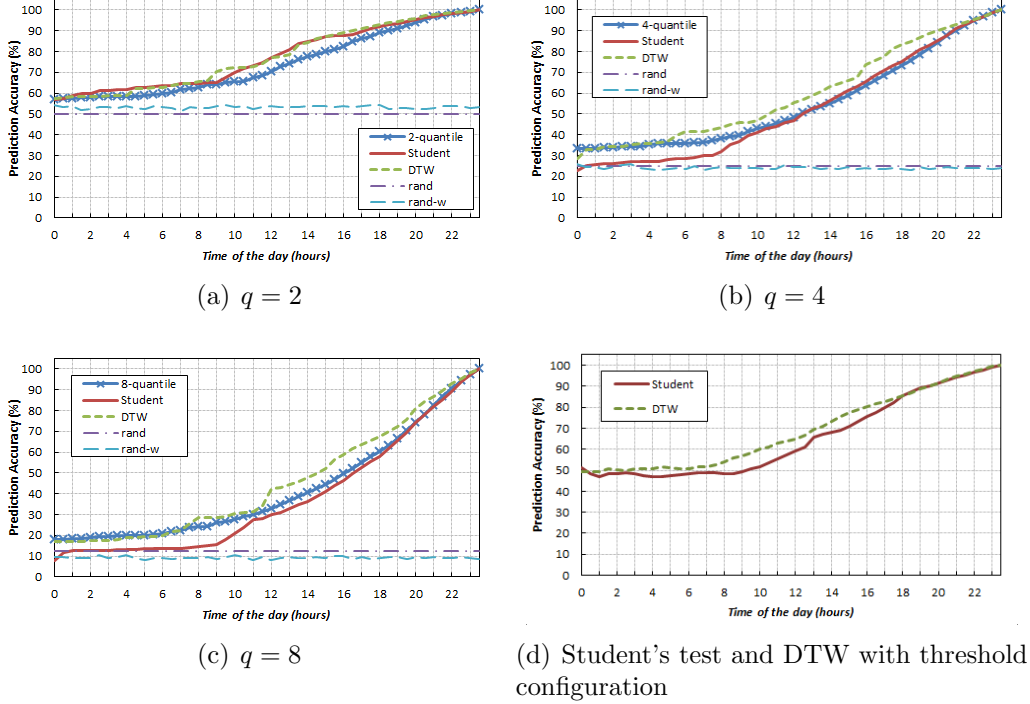 Prediction Accuracy (%)
100
90
80
70
60
50
40
30
20
10
0
0 2 4 6 8 10 12 14 16 18 20 22
Time of the day (hours)
2-quantile
Student
DTW
rand
rand-w
(a) q = 2
Prediction Accuracy (%)
100
90
80
70
60
50
40
30
20
10
0
0 2 4 6 8 10 12 14 16 18 20 22
Time of the day (hours)
4-quantile
Student
DTW
rand
rand-w
(b) q = 4
Prediction Accuracy (%)
100
90
80
70
60
50
40
30
20
10
0
0 2 4 6 8 10 12 14 16 18 20 22
Time of the day (hours)
8-quantile
Student
DTW
rand
rand-w
(c) q = 8
Prediction Accuracy (%)
100
90
80
70
60
50
40
30
20
10
0
0 2 4 6 8 10 12 14 16 18 20 22
Time of the day (hours)
Student
DTW
(d) Student's test and DTW with threshold
configuration